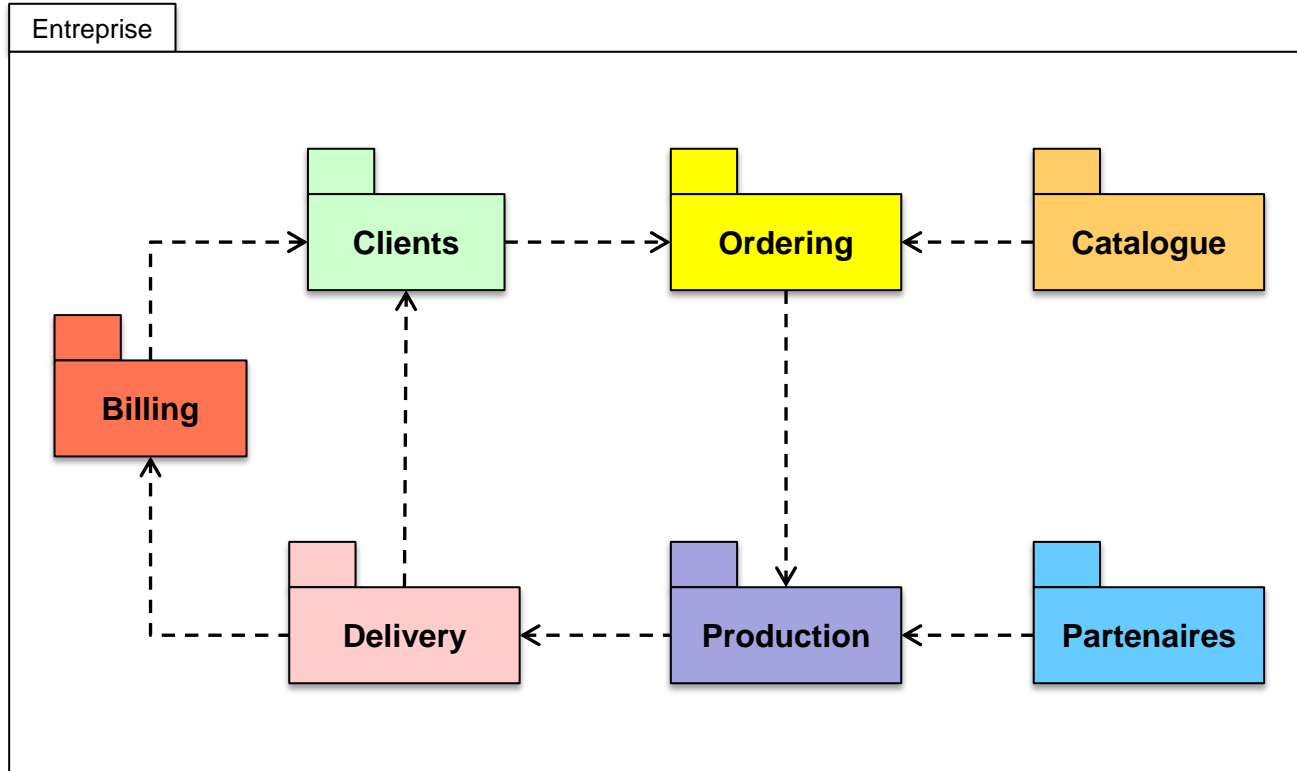 Entreprise
Clients
Ordering
Catalogue
Billing
Delivery
Production
Partenaires